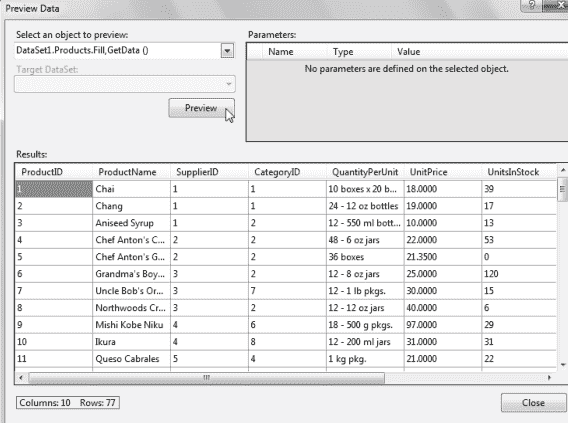 Preview Data
Select an object to preview:
DataSet1.Products.Fill,GetData ()
Target DataSet:
Preview
Parameters:
Name Type Value
No parameters are defined on the selected object.
Results:
ProductID ProductName SupplierID CategoryID QuantityPerUnit UnitPrice UnitsInStock
1 Chai 1 1 10 boxes x 20 b... 18.0000 39
2 Chang 1 1 24 - 12 oz bottles 19.0000 17
3 Aniseed Syrup 1 2 12 - 550 ml bott... 10.0000 13
4 Chef Anton's C... 2 2 48 - 6 oz jars 22.0000 53
5 Chef Anton's G... 2 2 36 boxes 21.3500 0
6 Grandma's Boy... 3 2 12 - 8 oz jars 25.0000 120
7 Uncle Bob's Or... 3 7 12 - 1 lb pkgs. 30.0000 15
8 Northwoods Cr... 3 2 12 - 12 oz jars 40.0000 6
9 Mishi Kobe Niku 4 6 18 - 500 g pkgs. 97.0000 29
10 Ikura 4 8 12 - 200 ml jars 31.0000 31
11 Queso Cabrales 5 4 1 kg pkg. 21.0000 22
Columns: 10 Rows: 77
Close